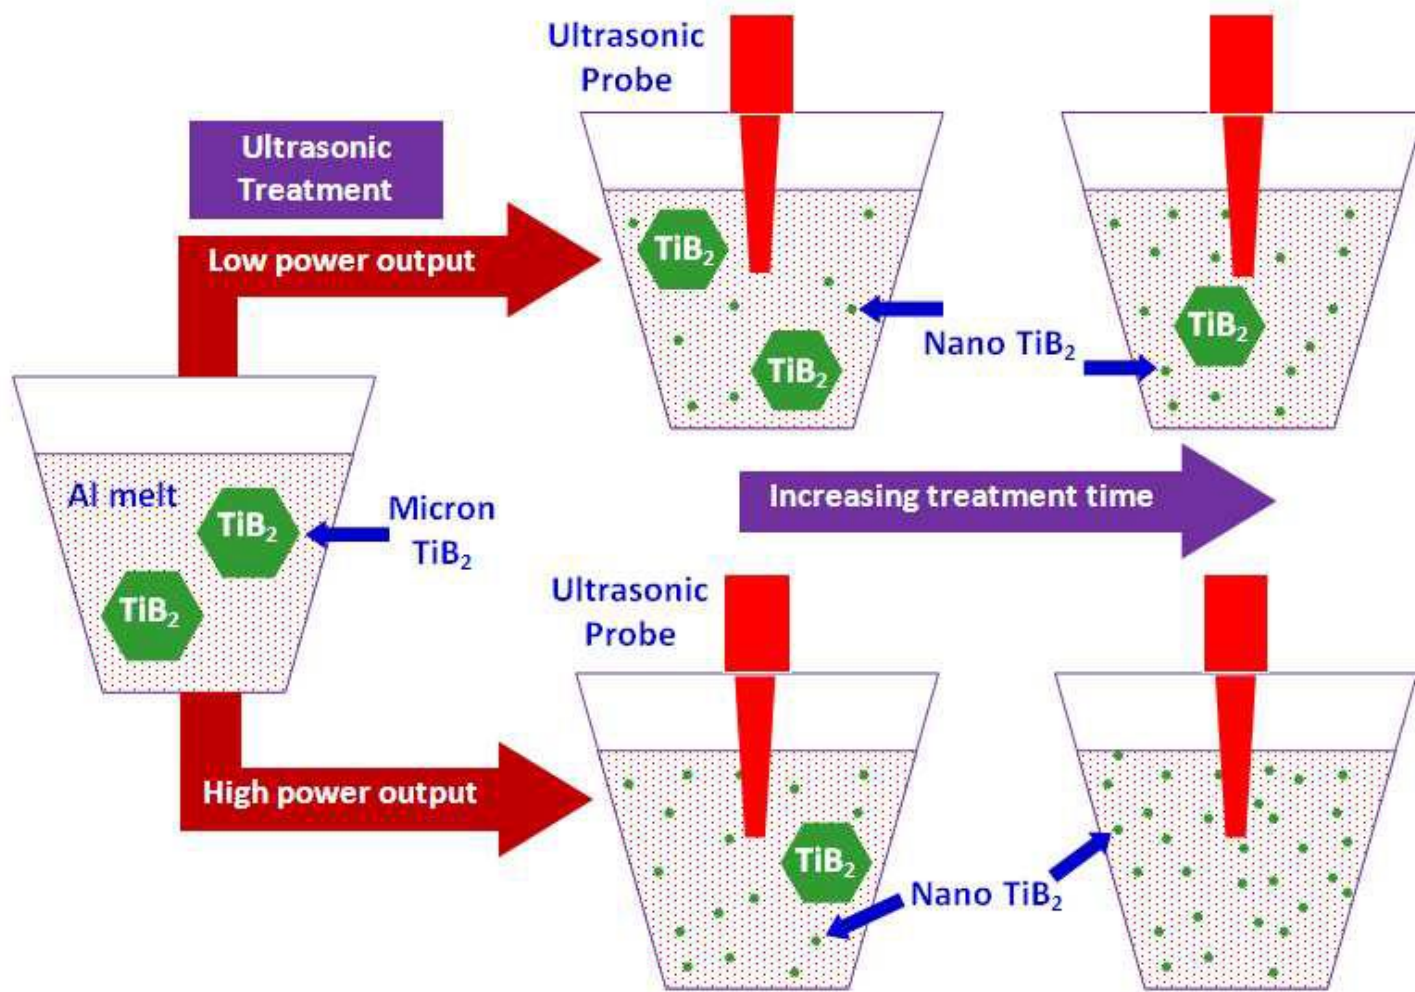 Ultrasonic
Probe
Ultrasonic
Treatment
Low power output
TiB₂
TiB₂
TiB₂
Nano TiB₂
Al melt
TiB₂
TiB₂
Micron
TiB₂
Increasing treatment time
Ultrasonic
Probe
High power output
TiB₂
Nano TiB₂